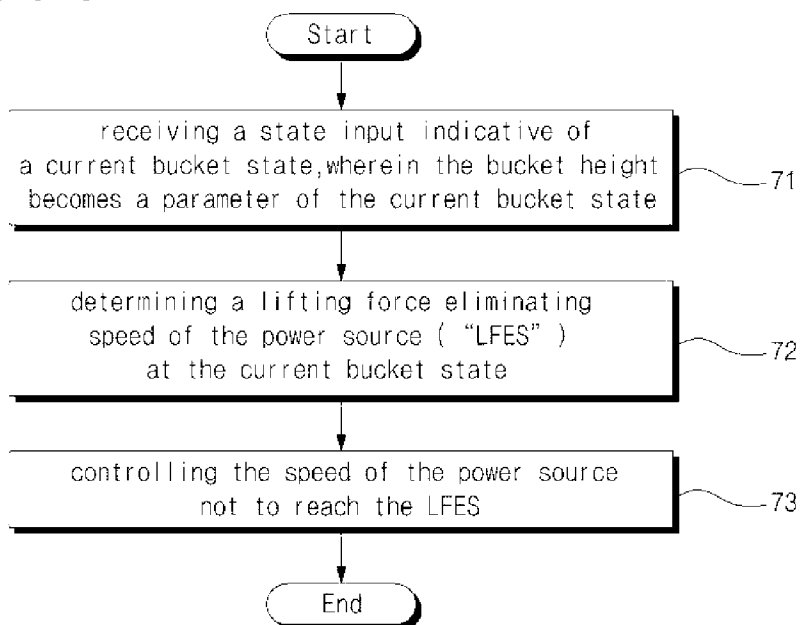 Start
receiving a state input indicative of
a current bucket state,wherein the bucket height
becomes a parameter of the current bucket state
71
determining a lifting force eliminating
speed of the power source ( “LFES” )
at the current bucket state
72
controlling the speed of the power source
not to reach the LFES
73
End